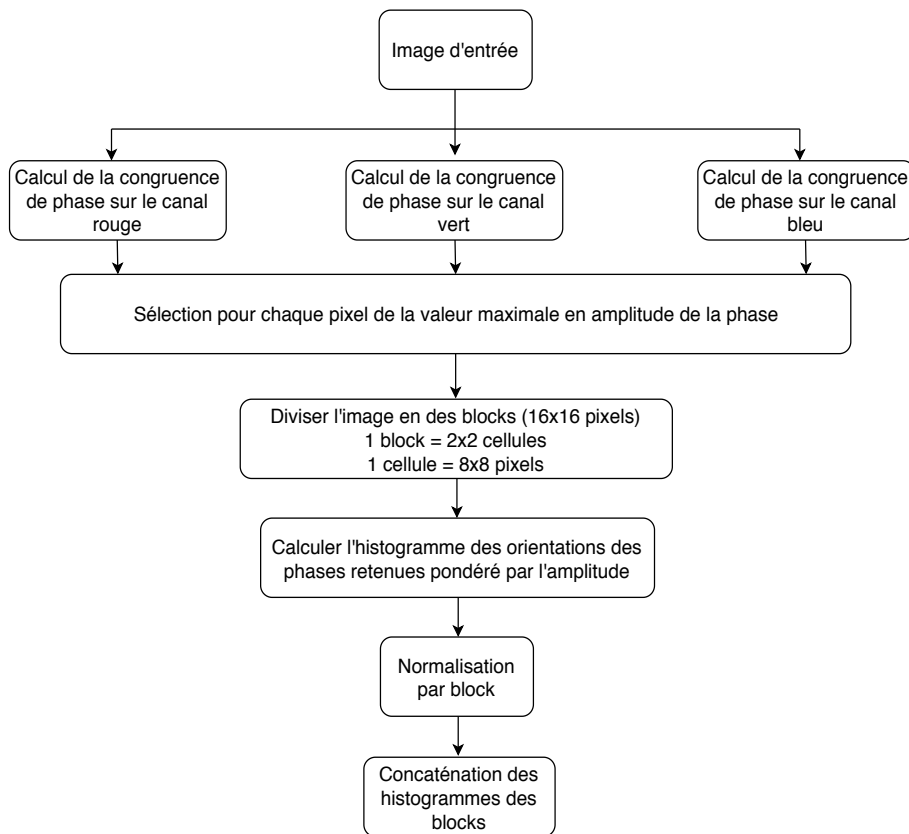 Image d'entrée
Calcul de la congruence
de phase sur le canal
rouge
Calcul de la congruence
de phase sur le canal
vert
Calcul de la congruence
de phase sur le canal
bleu
Sélection pour chaque pixel de la valeur maximale en amplitude de la phase
Diviser l'image en des blocks (16x16 pixels)
1 block = 2x2 cellules
1 cellule = 8x8 pixels
Calculer l'histogramme des orientations des
phases retenues pondéré par l'amplitude
Normalisation
par block
Concaténation des
histogrammes des
blocks